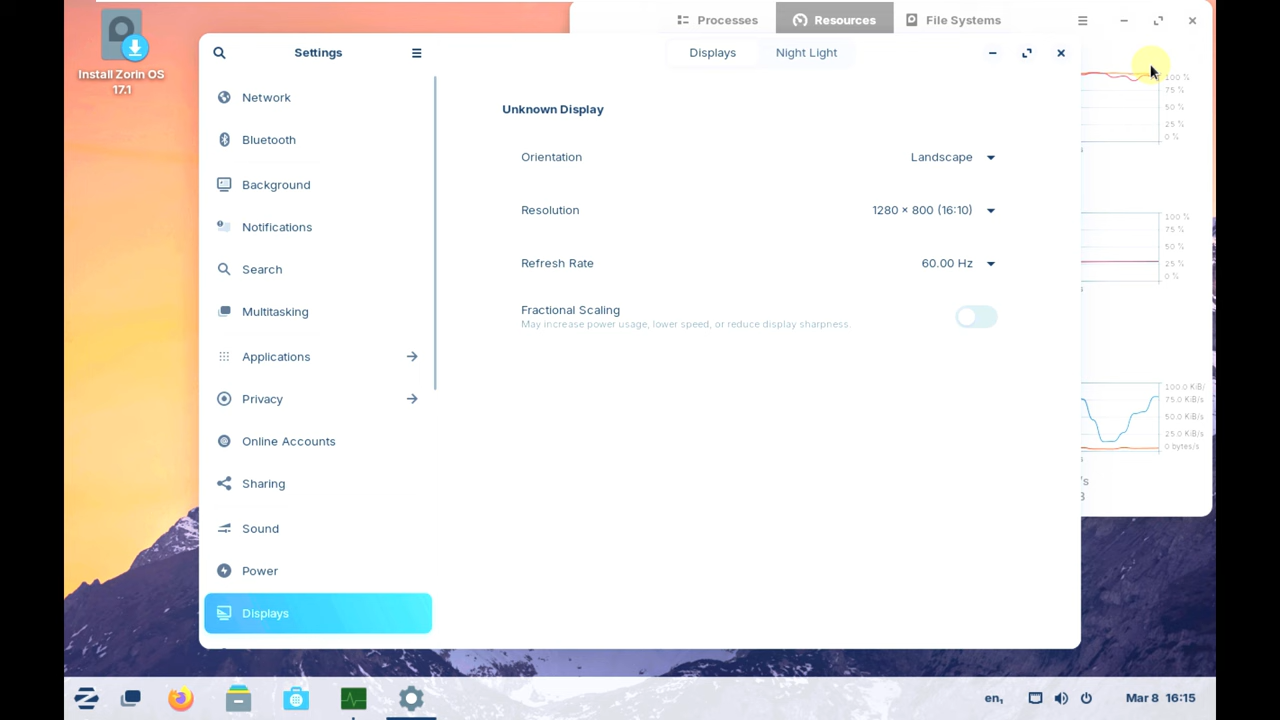 Install Zorin OS
17.1
Processes
Resources
File Systems
Settings
Displays
Night Light
Network
Bluetooth
Background
Notifications
Search
Multitasking
Applications
Privacy
Online Accounts
Sharing
Sound
Power
Displays
Unknown Display
Orientation
Landscape
Resolution
1280 × 800 (16:10)
Refresh Rate
60.00 Hz
Fractional Scaling
May increase power usage, lower speed, or reduce display sharpness.
100 %
75 %
50 %
25 %
0 %
100 %
75 %
50 %
25 %
0 %
100.0 KiB/
75.0 KiB/s
50.0 KiB/s
25.0 KiB/s
0 bytes/s
en₁
Mar 8 16:15